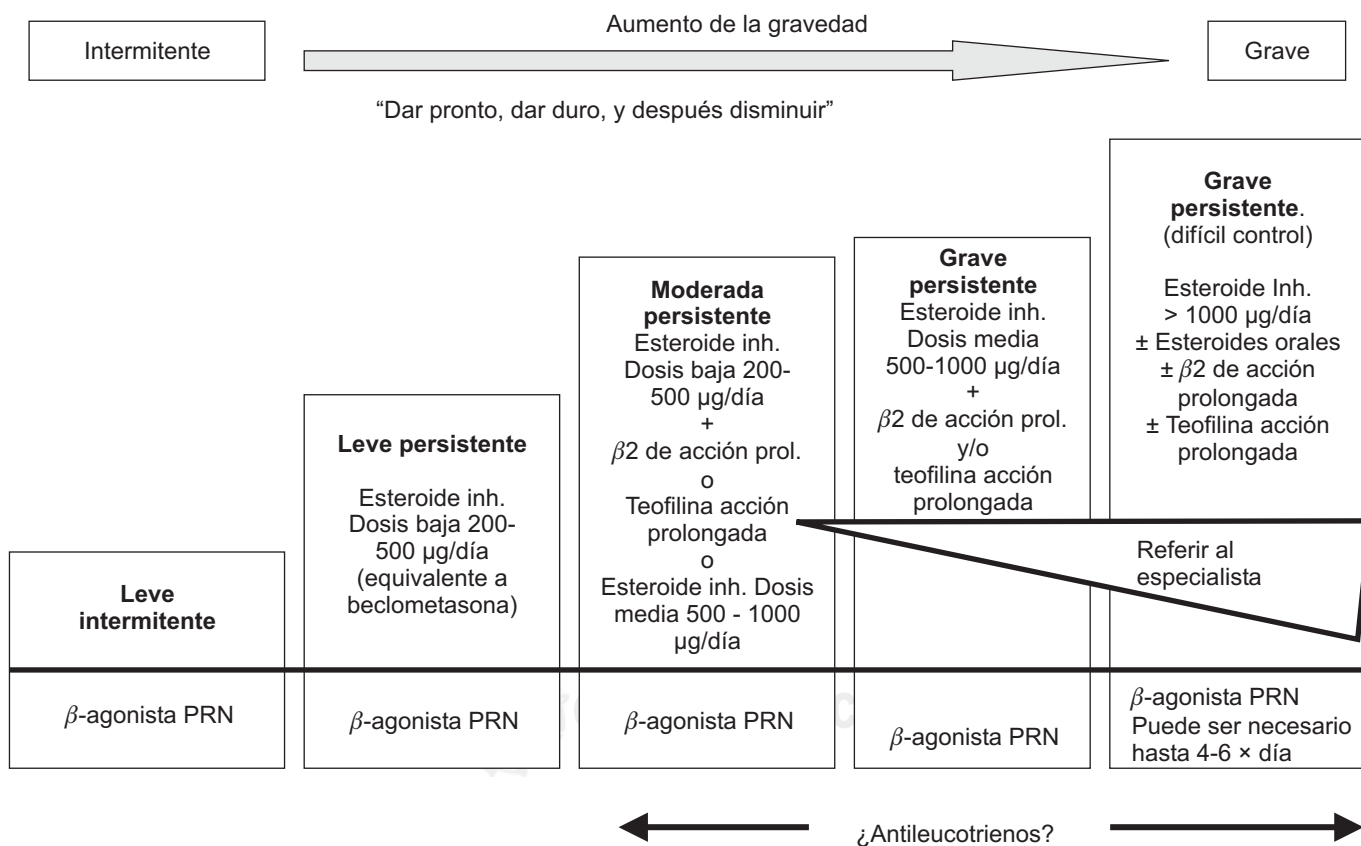 Aumento de la gravedad
Intermitente
Grave
“Dar pronto, dar duro, y después disminuir”
Leve
intermitente
β-agonista PRN
Leve persistente
Esteroide inh.
Dosis baja 200-
500 µg/día
(equivalente a
beclometasona)
β-agonista PRN
Moderada
persistente
Esteroide inh.
Dosis baja 200-
500 µg/día
+
β2 de acción prol.
o
Teofilina acción
prolongada
o
Esteroide inh. Dosis
media 500 - 1000
µg/día
β-agonista PRN
Grave
persistente
Esteroide inh.
Dosis media
500-1000 µg/día
+
β2 de acción prol.
y/o
teofilina acción
prolongada
β-agonista PRN
Grave
persistente.
(difícil control)
Esteroide Inh.
> 1000 µg/día
± Esteroides orales
± β2 de acción
prolongada
± Teofilina acción
prolongada
Referir al
especialista
β-agonista PRN
Puede ser necesario
hasta 4-6 × día
¿Antileucotrienos?